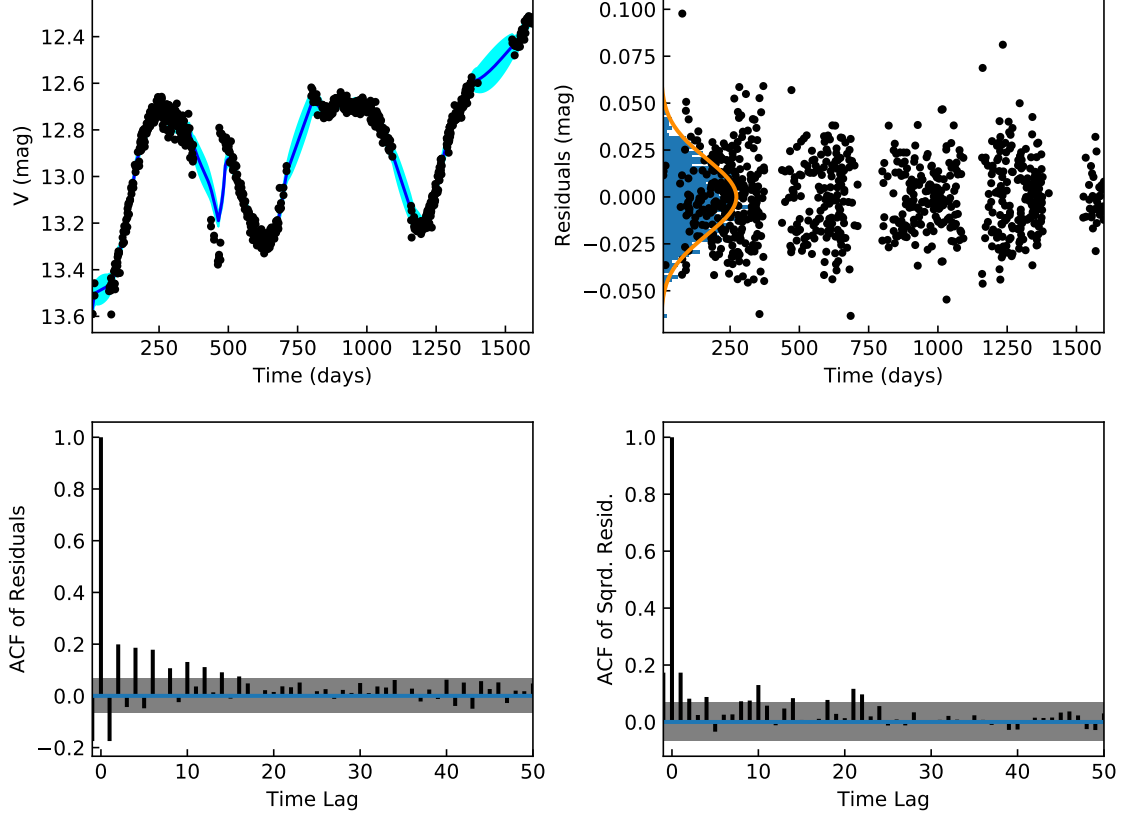 12.4
12.6
12.8
13.0
13.2
13.4
13.6
V (mag)
250 500 750 1000 1250 1500
Time (days)
0.100
0.075
0.050
0.025
0.000
−0.025
−0.050
Residuals (mag)
250 500 750 1000 1250 1500
Time (days)
1.0
0.8
0.6
0.4
0.2
0.0
−0.2
ACF of Residuals
0 10 20 30 40 50
Time Lag
1.0
0.8
0.6
0.4
0.2
0.0
ACF of Sqrd. Resid.
0 10 20 30 40 50
Time Lag